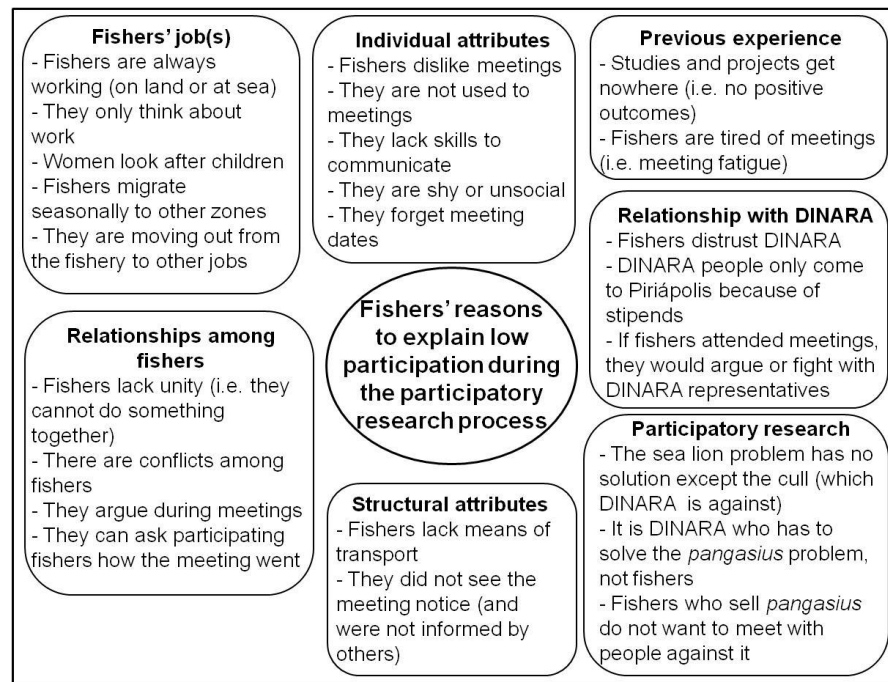 Fishers' job(s)
- Fishers are always
working (on land or at sea)
- They only think about
work
- Women look after children
- Fishers migrate
seasonally to other zones
- They are moving out from
the fishery to other jobs
Individual attributes
- Fishers dislike meetings
- They are not used to
meetings
- They lack skills to
communicate
- They are shy or unsocial
- They forget meeting
dates
Previous experience
- Studies and projects get
nowhere (i.e. no positive
outcomes)
- Fishers are tired of meetings
(i.e. meeting fatigue)
Relationship with DINARA
- Fishers distrust DINARA
- DINARA people only come
to Piriápolis because of
stipends
- If fishers attended meetings,
they would argue or fight with
DINARA representatives
Fishers' reasons
to explain low
participation during
the participatory
research process
Relationships among
fishers
- Fishers lack unity (i.e. they
cannot do something
together)
- There are conflicts among
fishers
- They argue during meetings
- They can ask participating
fishers how the meeting went
Structural attributes
- Fishers lack means of
transport
- They did not see the
meeting notice (and
were not informed by
others)
Participatory research
- The sea lion problem has no
solution except the cull (which
DINARA is against)
- It is DINARA who has to
solve the pangasius problem,
not fishers
- Fishers who sell pangasius
do not want to meet with
people against it